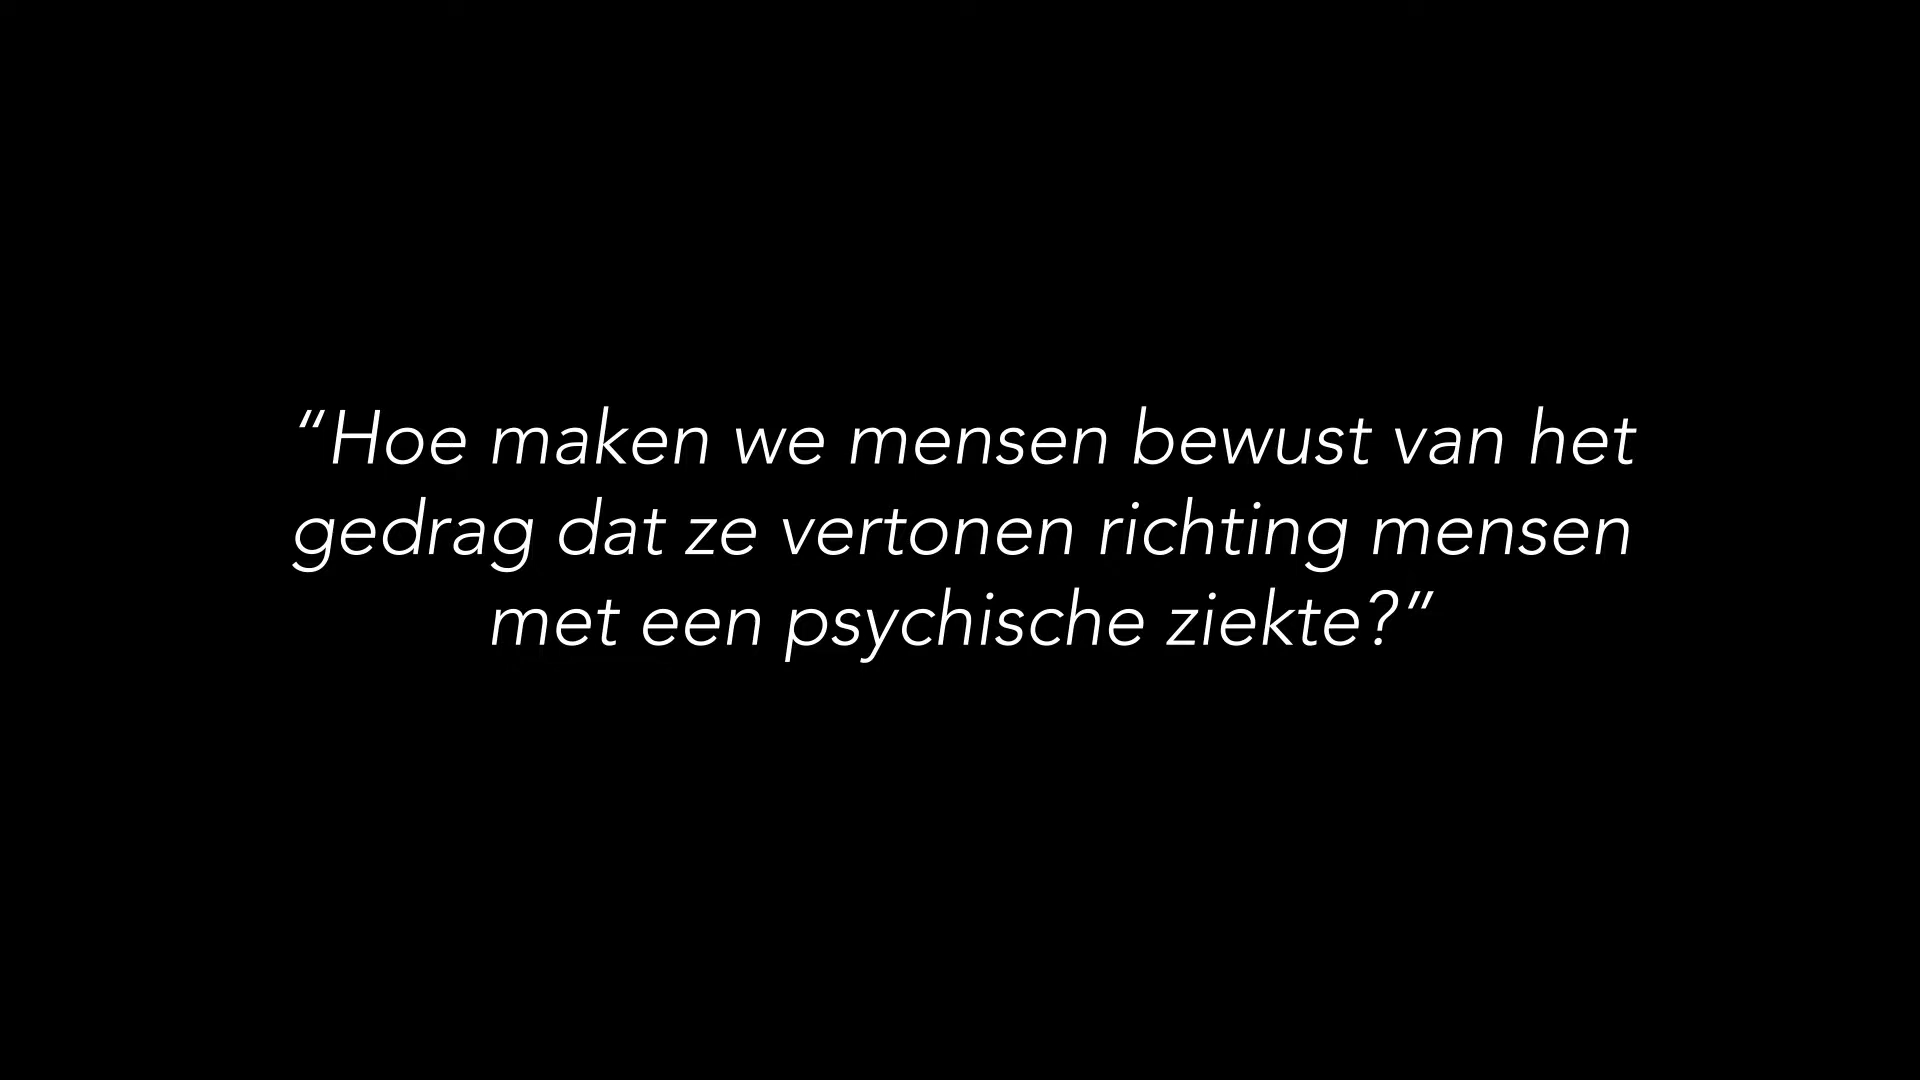 “Hoe maken we mensen bewust van het
gedrag dat ze vertonen richting mensen
met een psychische ziekte?”